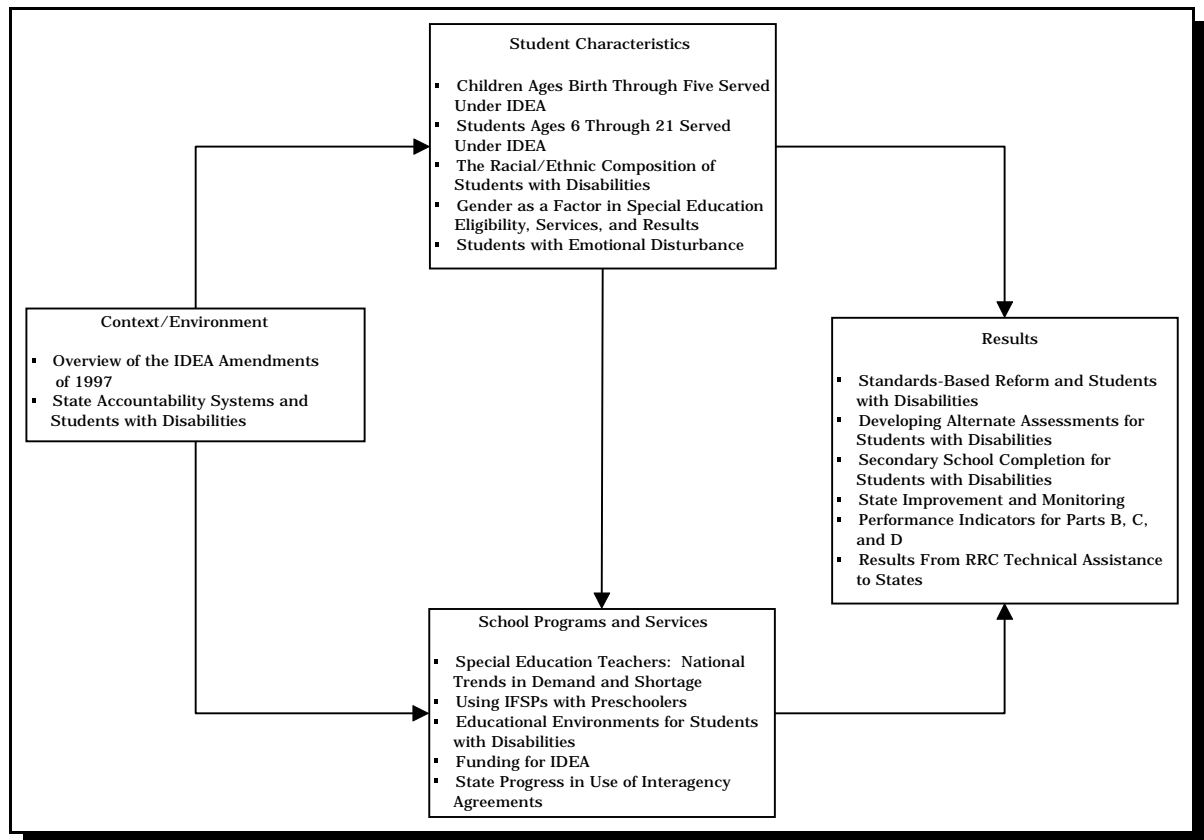 Student Characteristics
▪ Children Ages Birth Through Five Served
Under IDEA
▪ Students Ages 6 Through 21 Served
Under IDEA
▪ The Racial/Ethnic Composition of
Students with Disabilities
▪ Gender as a Factor in Special Education
Eligibility, Services, and Results
▪ Students with Emotional Disturbance
Context/Environment
▪ Overview of the IDEA Amendments
of 1997
▪ State Accountability Systems and
Students with Disabilities
Results
▪ Standards-Based Reform and Students
with Disabilities
▪ Developing Alternate Assessments for
Students with Disabilities
▪ Secondary School Completion for
Students with Disabilities
▪ State Improvement and Monitoring
▪ Performance Indicators for Parts B, C,
and D
▪ Results From RRC Technical Assistance
to States
School Programs and Services
▪ Special Education Teachers: National
Trends in Demand and Shortage
▪ Using IFSPs with Preschoolers
▪ Educational Environments for Students
with Disabilities
▪ Funding for IDEA
▪ State Progress in Use of Interagency
Agreements